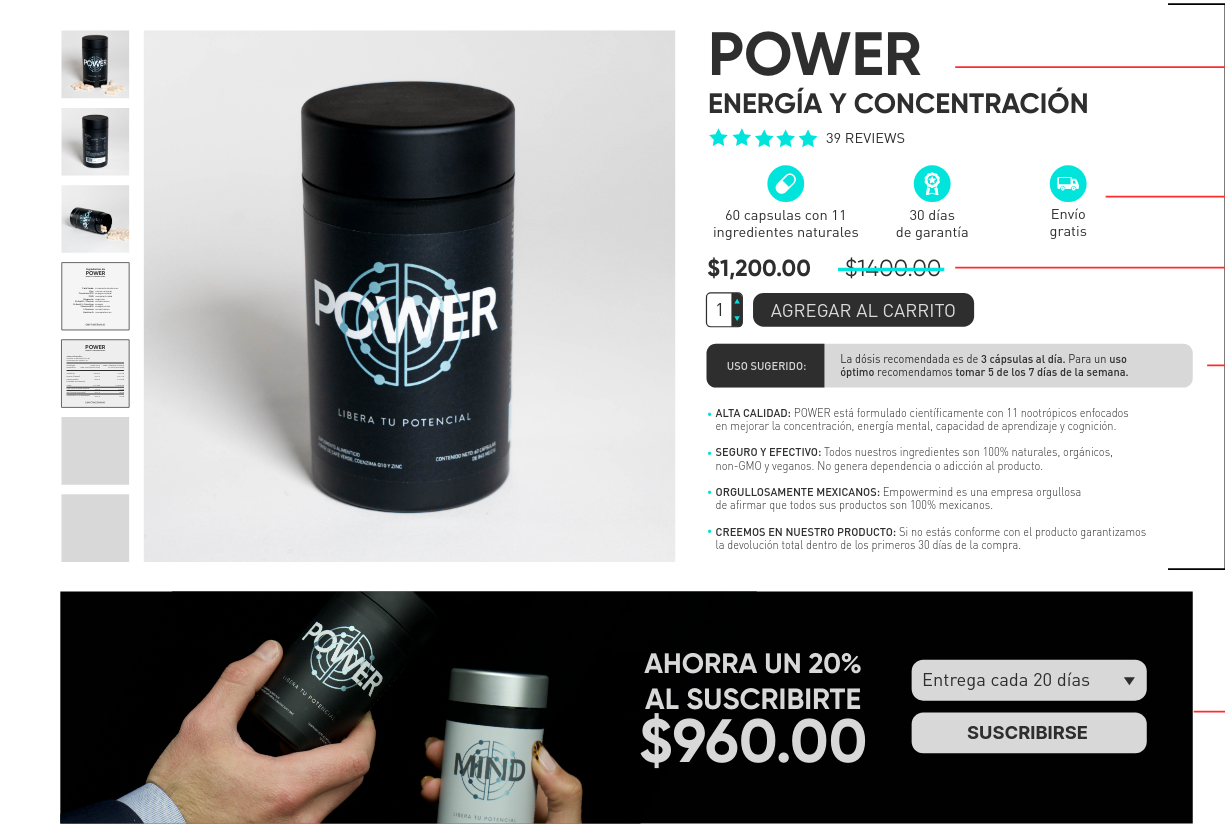 POWER
POWER
POWER
LIBERA TU POTENCIAL
SUPLEMENTO ALIMENTICIO
CONTENIDO NETO 60 CÁPSULAS
POWER
ENERGÍA Y CONCENTRACIÓN
39 REVIEWS
60 capsulas con 11
ingredientes naturales
30 días
de garantía
Envío
gratis
$1,200.00 $1400.00
1 AGREGAR AL CARRITO
USO SUGERIDO:
La dósis recomendada es de 3 cápsulas al día. Para un uso
óptimo recomendamos tomar 5 de los 7 días de la semana.
• ALTA CALIDAD: POWER está formulado científicamente con 11 nootrópicos enfocados
en mejorar la concentración, energía mental, capacidad de aprendizaje y cognición.
• SEGURO Y EFECTIVO: Todos nuestros ingredientes son 100% naturales, orgánicos,
non-GMO y veganos. No genera dependencia o adicción al producto.
• ORGULLOSAMENTE MEXICANOS: Empowermind es una empresa orgullosa
de afirmar que todos sus productos son 100% mexicanos.
• CREEMOS EN NUESTRO PRODUCTO: Si no estás conforme con el producto garantizamos
la devolución total dentro de los primeros 30 días de la compra.
POWER
LIBERA TU POTENCIAL
MIND
LIBERA TU POTENCIAL
AHORRA UN 20%
AL SUSCRIBIRTE
$960.00
Entrega cada 20 días
SUSCRIBIRSE